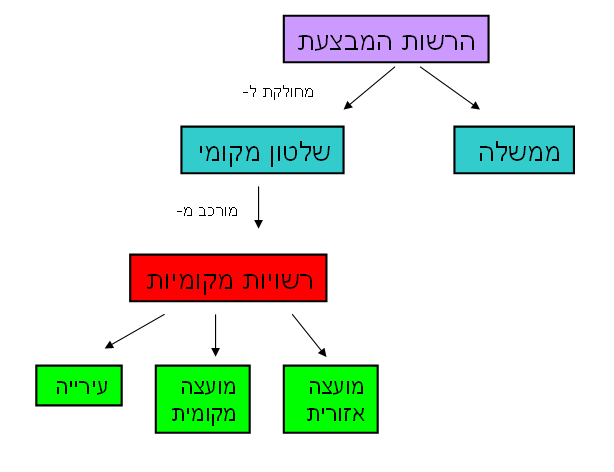 הרשות המבצעת
מחולקת ל-
ממשלה
שלטון מקומי
מורכב מ-
רשויות מקומיות
מועצה
אזורית
מועצה
מקומית
עירייה